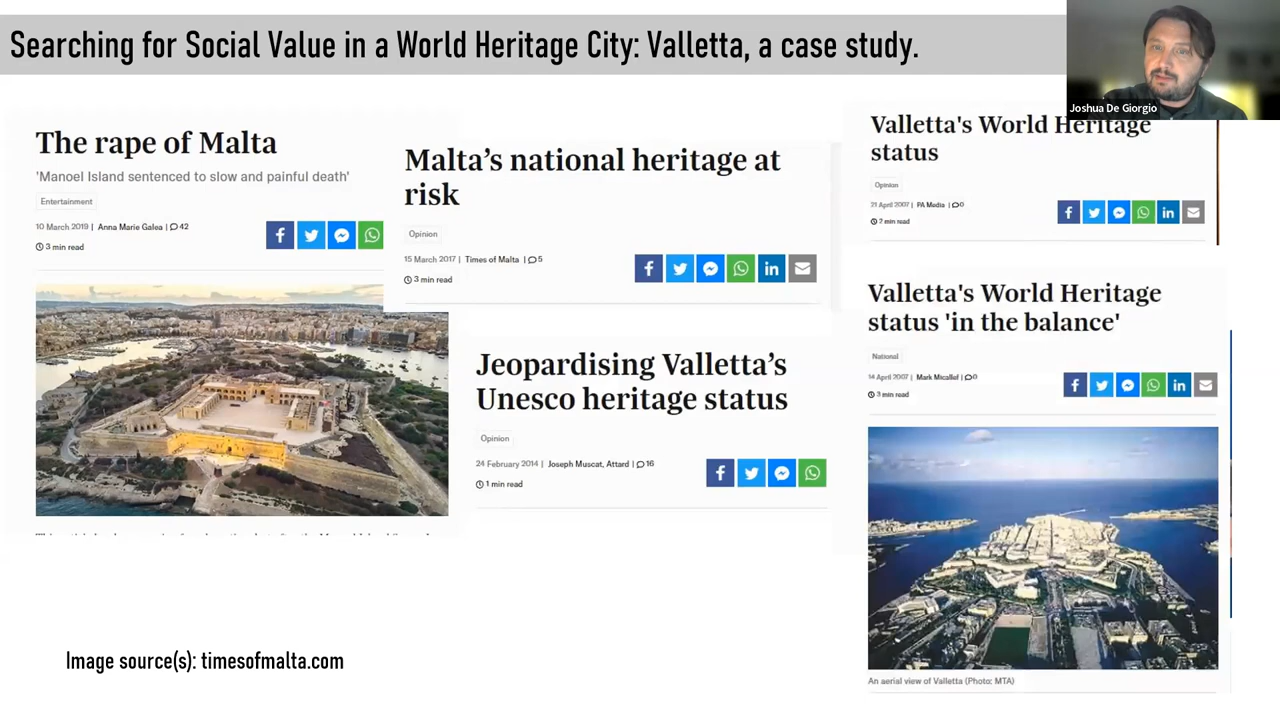 Searching for Social Value in a World Heritage City: Valletta, a case study.
Joshua De Giorgio
The rape of Malta
'Manoel Island sentenced to slow and painful death'
Entertainment
10 March 2019 | Anna Marie Galea | 42
3 min read
Malta's national heritage at
risk
Opinion
15 March 2017 | Times of Malta | 5
3 min read
Jeopardising Valletta's
Unesco heritage status
Opinion
24 February 2014 | Joseph Muscat, Attard | 16
1 min read
Valletta's World Heritage
status
Opinion
21 April 2007 | PA Media | 0
2 min read
Valletta's World Heritage
status 'in the balance'
National
14 April 2007 | Mark Micallef | 0
3 min read
An aerial view of Valletta (Photo: MTA)
Image source(s): timesofmalta.com